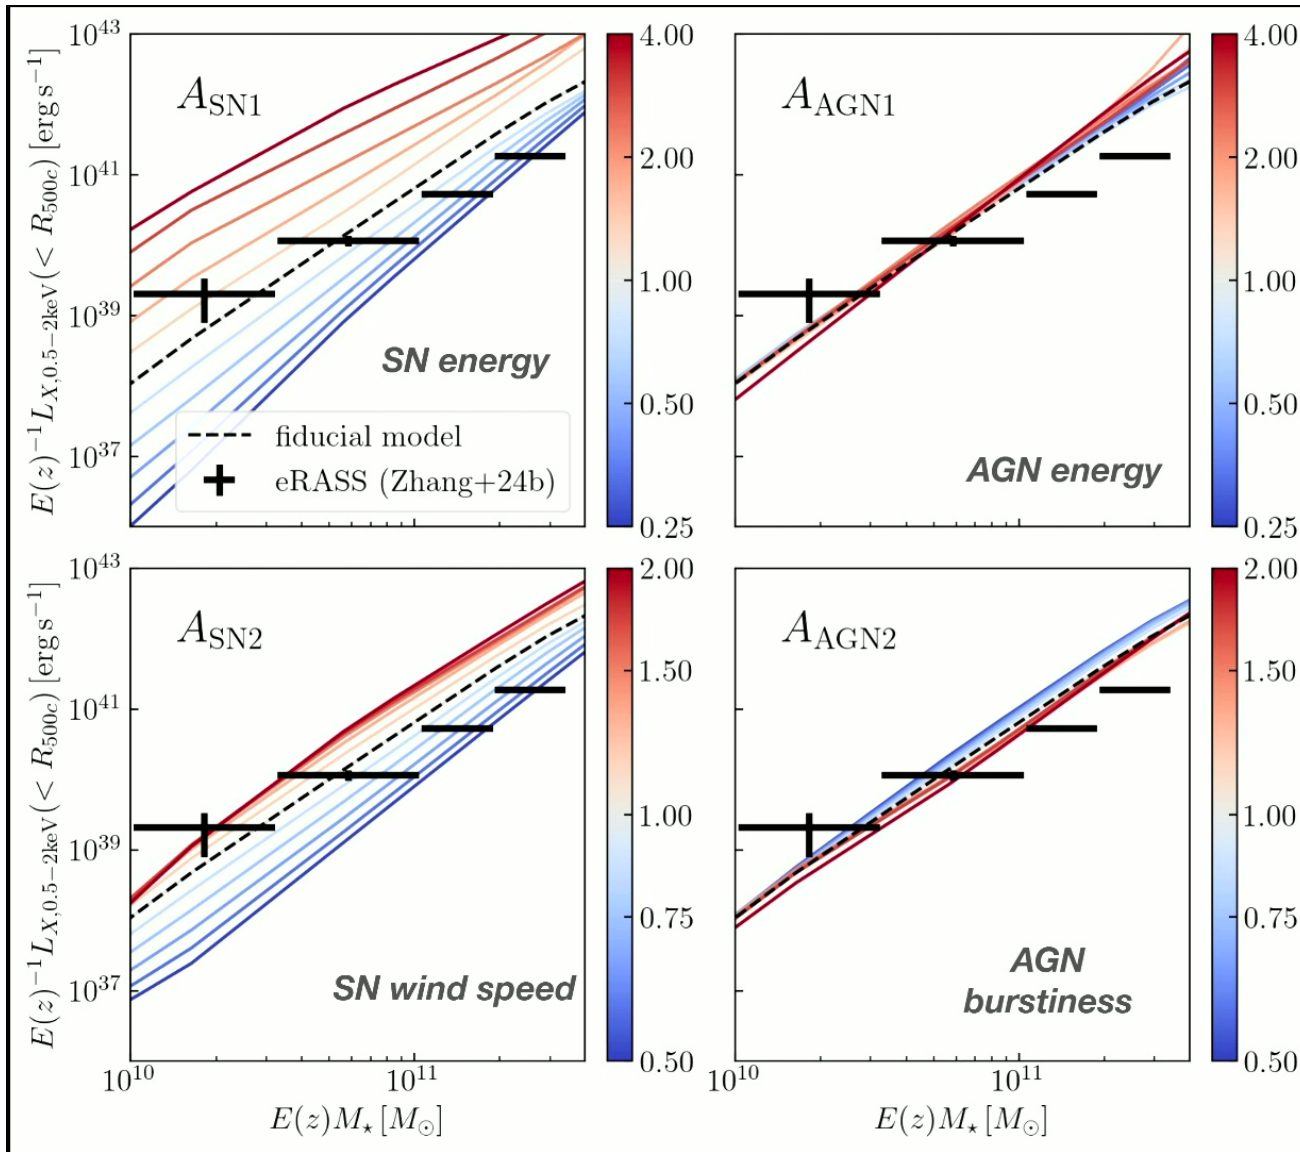 10^43
10^41
10^39
10^37
E(z)^−1 L_X,0.5−2keV(< R_500c) [erg s^−1]
A_SN1
SN energy
fiducial model
eRASS (Zhang+24b)
4.00
2.00
1.00
0.50
0.25
A_AGN1
AGN energy
4.00
2.00
1.00
0.50
0.25
10^43
10^41
10^39
10^37
E(z)^−1 L_X,0.5−2keV(< R_500c) [erg s^−1]
A_SN2
SN wind speed
10^10
10^11
E(z)M⋆ [M⊙]
2.00
1.50
1.00
0.75
0.50
A_AGN2
AGN
burstiness
10^10
10^11
E(z)M⋆ [M⊙]
2.00
1.50
1.00
0.75
0.50